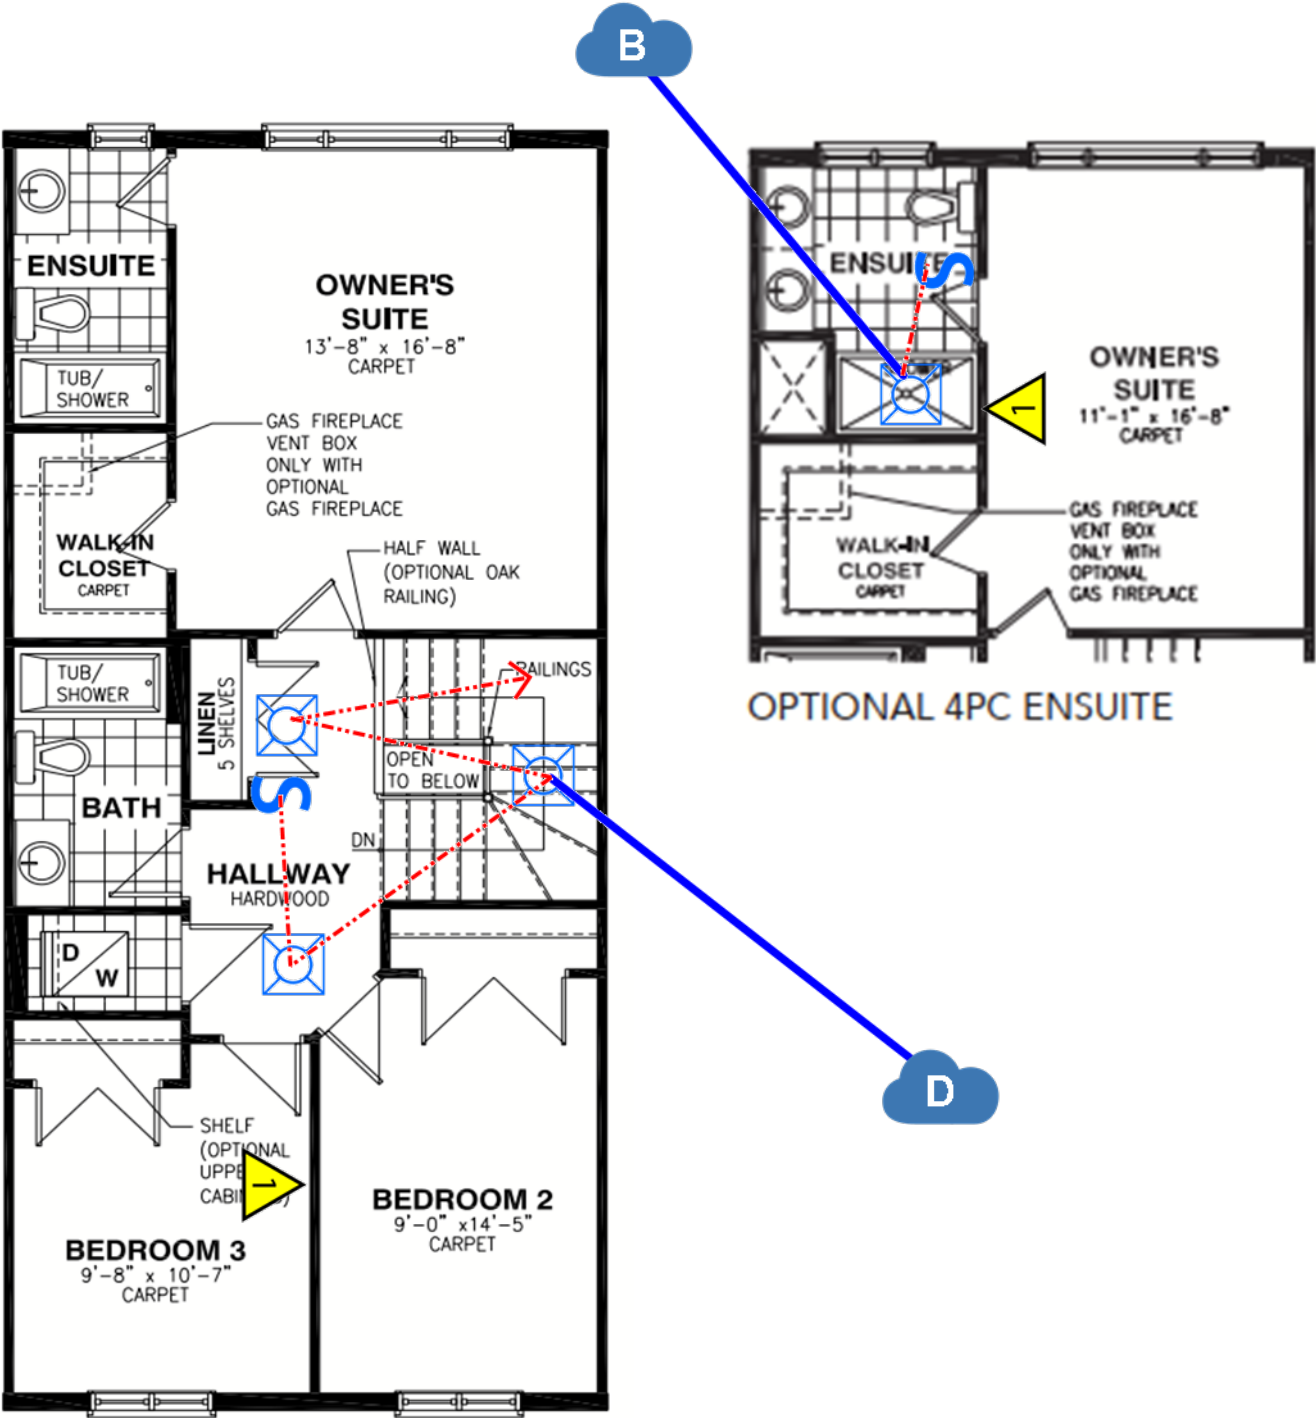 B
ENSUITE
OWNER'S
SUITE
13'-8" x 16'-8"
CARPET
TUB/
SHOWER
GAS FIREPLACE
VENT BOX
ONLY WITH
OPTIONAL
GAS FIREPLACE
WALK-IN
CLOSET
CARPET
HALF WALL
(OPTIONAL OAK
RAILING)
TUB/
SHOWER
LINEN
5 SHELVES
RAILINGS
OPEN
TO BELOW
S
BATH
DN
HALLWAY
HARDWOOD
D
W
SHELF
(OPTIONAL
UPPER
1
BEDROOM 2
9'-0" x14'-5"
CARPET
BEDROOM 3
9'-8" x 10'-7"
CARPET
ENSUITE
S
OWNER'S
SUITE
11'-1" x 16'-8"
CARPET
1
GAS FIREPLACE
VENT BOX
ONLY WITH
OPTIONAL
GAS FIREPLACE
WALK-IN
CLOSET
CARPET
OPTIONAL 4PC ENSUITE
D